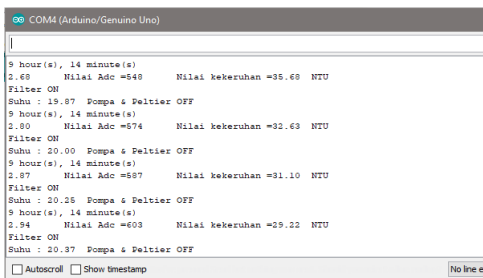 COM4 (Arduino/Genuino Uno)
9 hour(s), 14 minute(s)
2.68 Nilai Adc =548 Nilai kekeruhan =35.68 NTU
Filter ON
Suhu : 19.87 Pompa & Peltier OFF
9 hour(s), 14 minute(s)
2.80 Nilai Adc =574 Nilai kekeruhan =32.63 NTU
Filter ON
Suhu : 20.00 Pompa & Peltier OFF
9 hour(s), 14 minute(s)
2.87 Nilai Adc =587 Nilai kekeruhan =31.10 NTU
Filter ON
Suhu : 20.25 Pompa & Peltier OFF
9 hour(s), 14 minute(s)
2.94 Nilai Adc =603 Nilai kekeruhan =29.22 NTU
Filter ON
Suhu : 20.37 Pompa & Peltier OFF
Autoscroll Show timestamp No line e